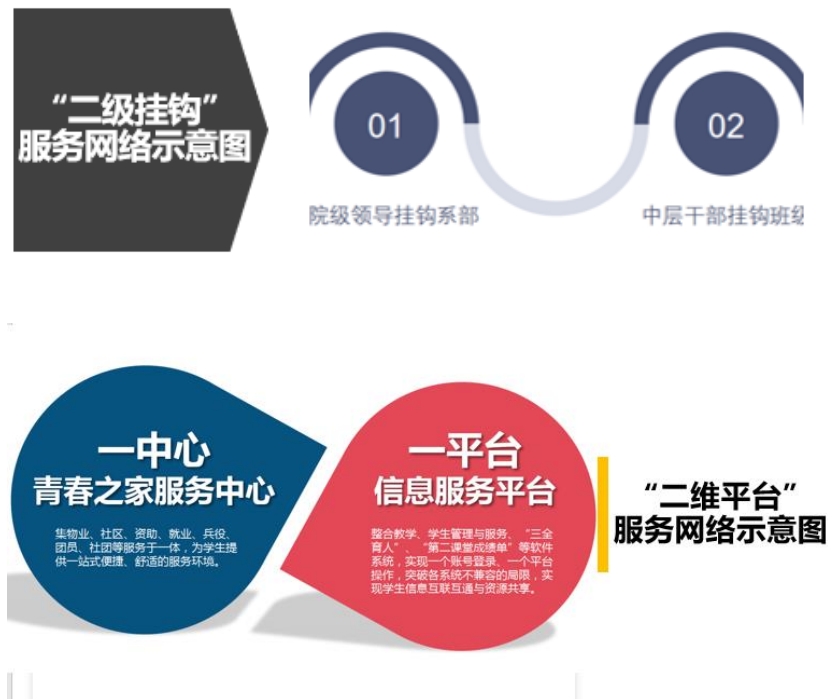 “二级挂钩”
服务网络示意图
01
02
院级领导挂钩系部
中层干部挂钩班级
一中心
青春之家服务中心
集物业、社区、资助、就业、兵役、
团员、社团等服务于一体，为学生提
供一站式便捷、舒适的服务环境。
一平台
信息服务平台
整合教学、学生管理与服务、“三全
育人”、“第二课堂成绩单”等软件
系统，实现一个账号登录、一个平台
操作，突破各系统不兼容的局限，实
现学生信息互联互通与资源共享。
“二维平台”
服务网络示意图